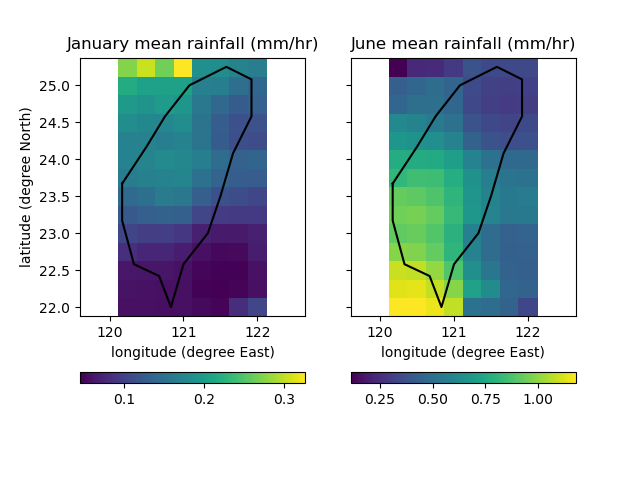 January mean rainfall (mm/hr)
June mean rainfall (mm/hr)
latitude (degree North)
25.0
24.5
24.0
23.5
23.0
22.5
22.0
120 121 122
120 121 122
longitude (degree East)
longitude (degree East)
0.1 0.2 0.3
0.25 0.50 0.75 1.00